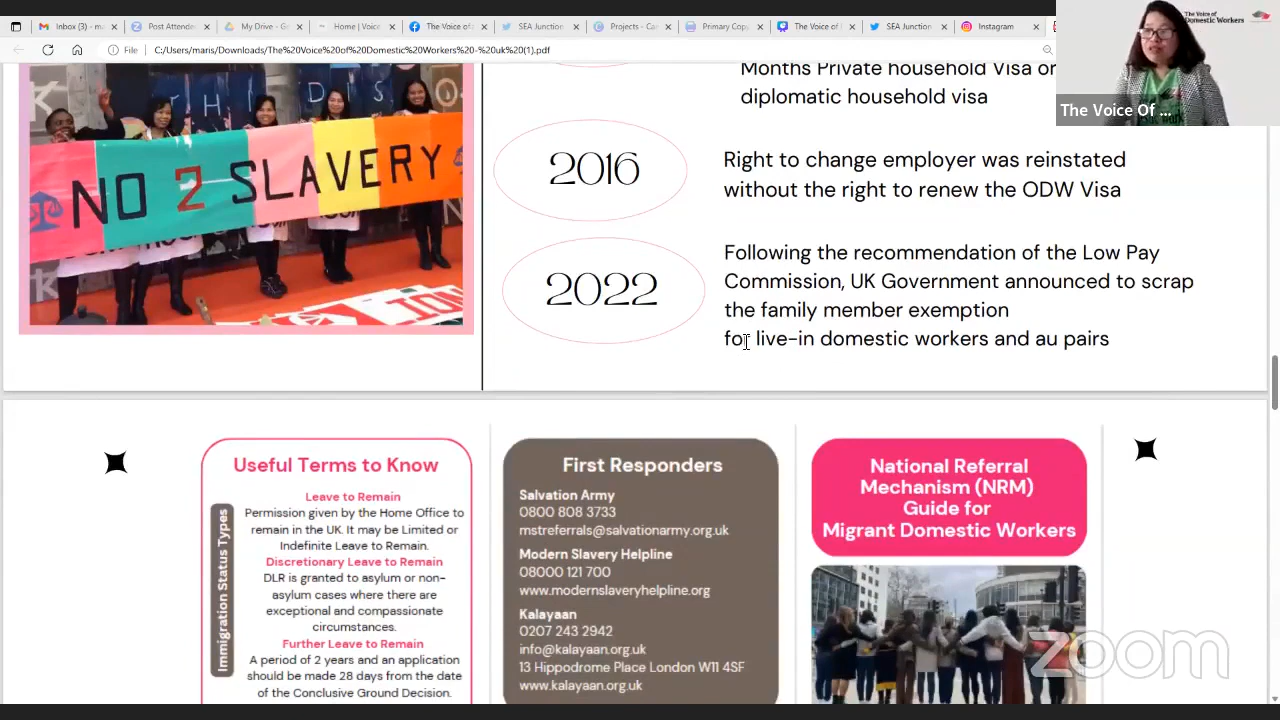 Inbox (3) - ma
Zoom Post Attende
My Drive - Go
Home | Voice
The Voice of
SEA Junction
Projects - Ca
Primary Copy
The Voice of D
SEA Junction
Instagram
File
C:/Users/maris/Downloads/The%20Voice%20of%20Domestic%20Workers%20-%20uk%20(1).pdf
The Voice of
Domestic Workers
The Voice Of ...
Months Private household Visa or
diplomatic household visa
THIDS
NO 2 SLAVERY
2016
Right to change employer was reinstated
without the right to renew the ODW Visa
2022
Following the recommendation of the Low Pay
Commission, UK Government announced to scrap
the family member exemption
for live-in domestic workers and au pairs
Useful Terms to Know
Immigration Status Types
Leave to Remain
Permission given by the Home Office to
remain in the UK. It may be Limited or
Indefinite Leave to Remain.
Discretionary Leave to Remain
DLR is granted to asylum or non-
asylum cases where there are
exceptional and compassionate
circumstances.
Further Leave to Remain
A period of 2 years and an application
should be made 28 days from the date
of the Conclusive Ground Decision.
First Responders
Salvation Army
0800 808 3733
mstreferrals@salvationarmy.org.uk
Modern Slavery Helpline
08000 121 700
www.modernslaveryhelpline.org
Kalayaan
0207 243 2942
info@kalayaan.org.uk
13 Hippodrome Place London W11 4SF
www.kalayaan.org.uk
National Referral
Mechanism (NRM)
Guide for
Migrant Domestic Workers
zoom